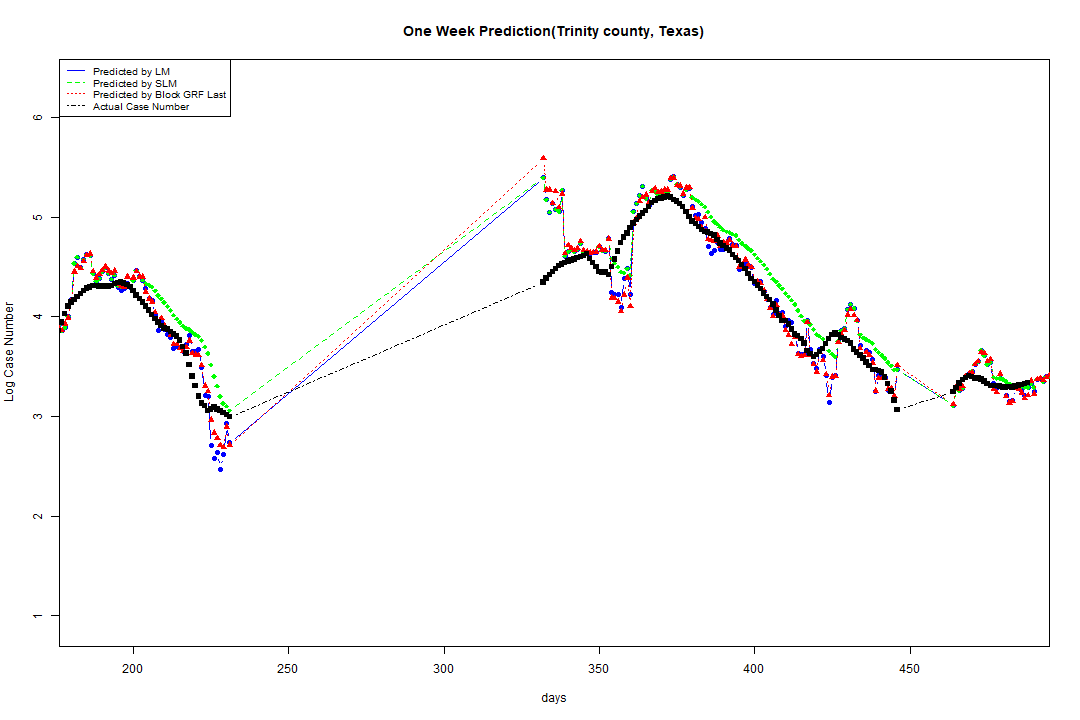 One Week Prediction(Trinity county, Texas)
Predicted by LM
Predicted by SLM
Predicted by Block GRF Last
Actual Case Number
Log Case Number
6
5
4
3
2
1
200
250
300
350
400
450
days